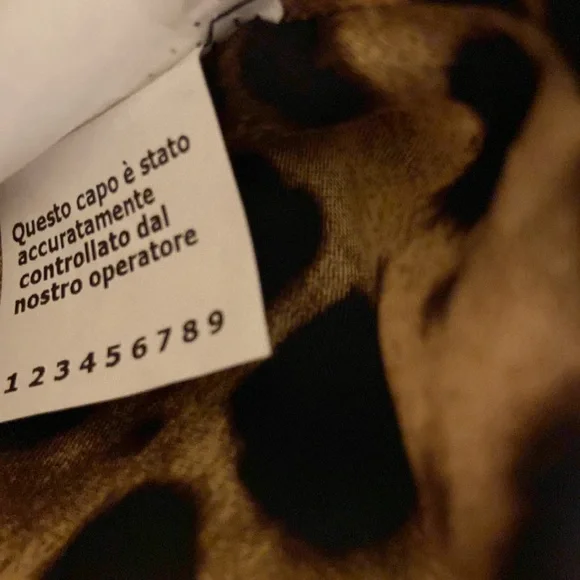 Questo capo è stato
accuratamente
controllato dal
nostro operatore
1 2 3 4 5 6 7 8 9